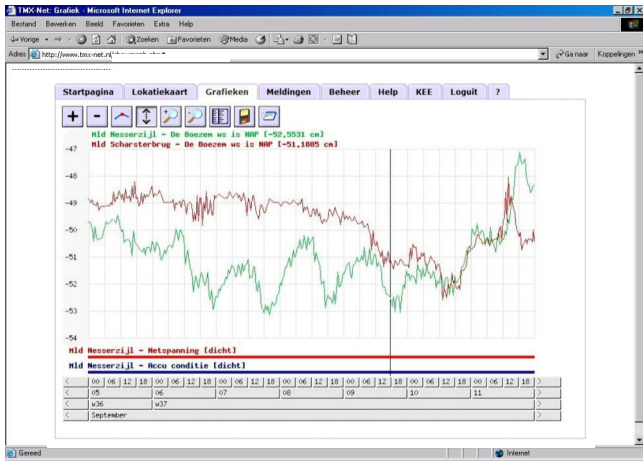 TMX-Net: Grafiek - Microsoft Internet Explorer
Bestand Bewerken Beeld Favorieten Extra Help
Vorige Zoeken Favorieten Media
Adres http://www.tmx-net.nl/ Ga naar Koppelingen »
Startpagina Lokatiekaart Grafieken Meldingen Beheer Help KEE Loguit ?
Mld Nesserzijl - De Boezem ws is NAP [-52,5531 cm]
Mld Scharsterbrug - De Boezem ws is NAP [-51,1885 cm]
-47
-48
-49
-50
-51
-52
-53
-54
Mld Nesserzijl - Netspanning [dicht]
Mld Nesserzijl - Accu conditie [dicht]
< 00 06 12 18 00 06 12 18 00 06 12 18 00 06 12 18 00 06 12 18 00 06 12 18 00 06 12 18 >
< 05 06 07 08 09 10 11 >
< w36 w37 >
< September >
Gereed Internet